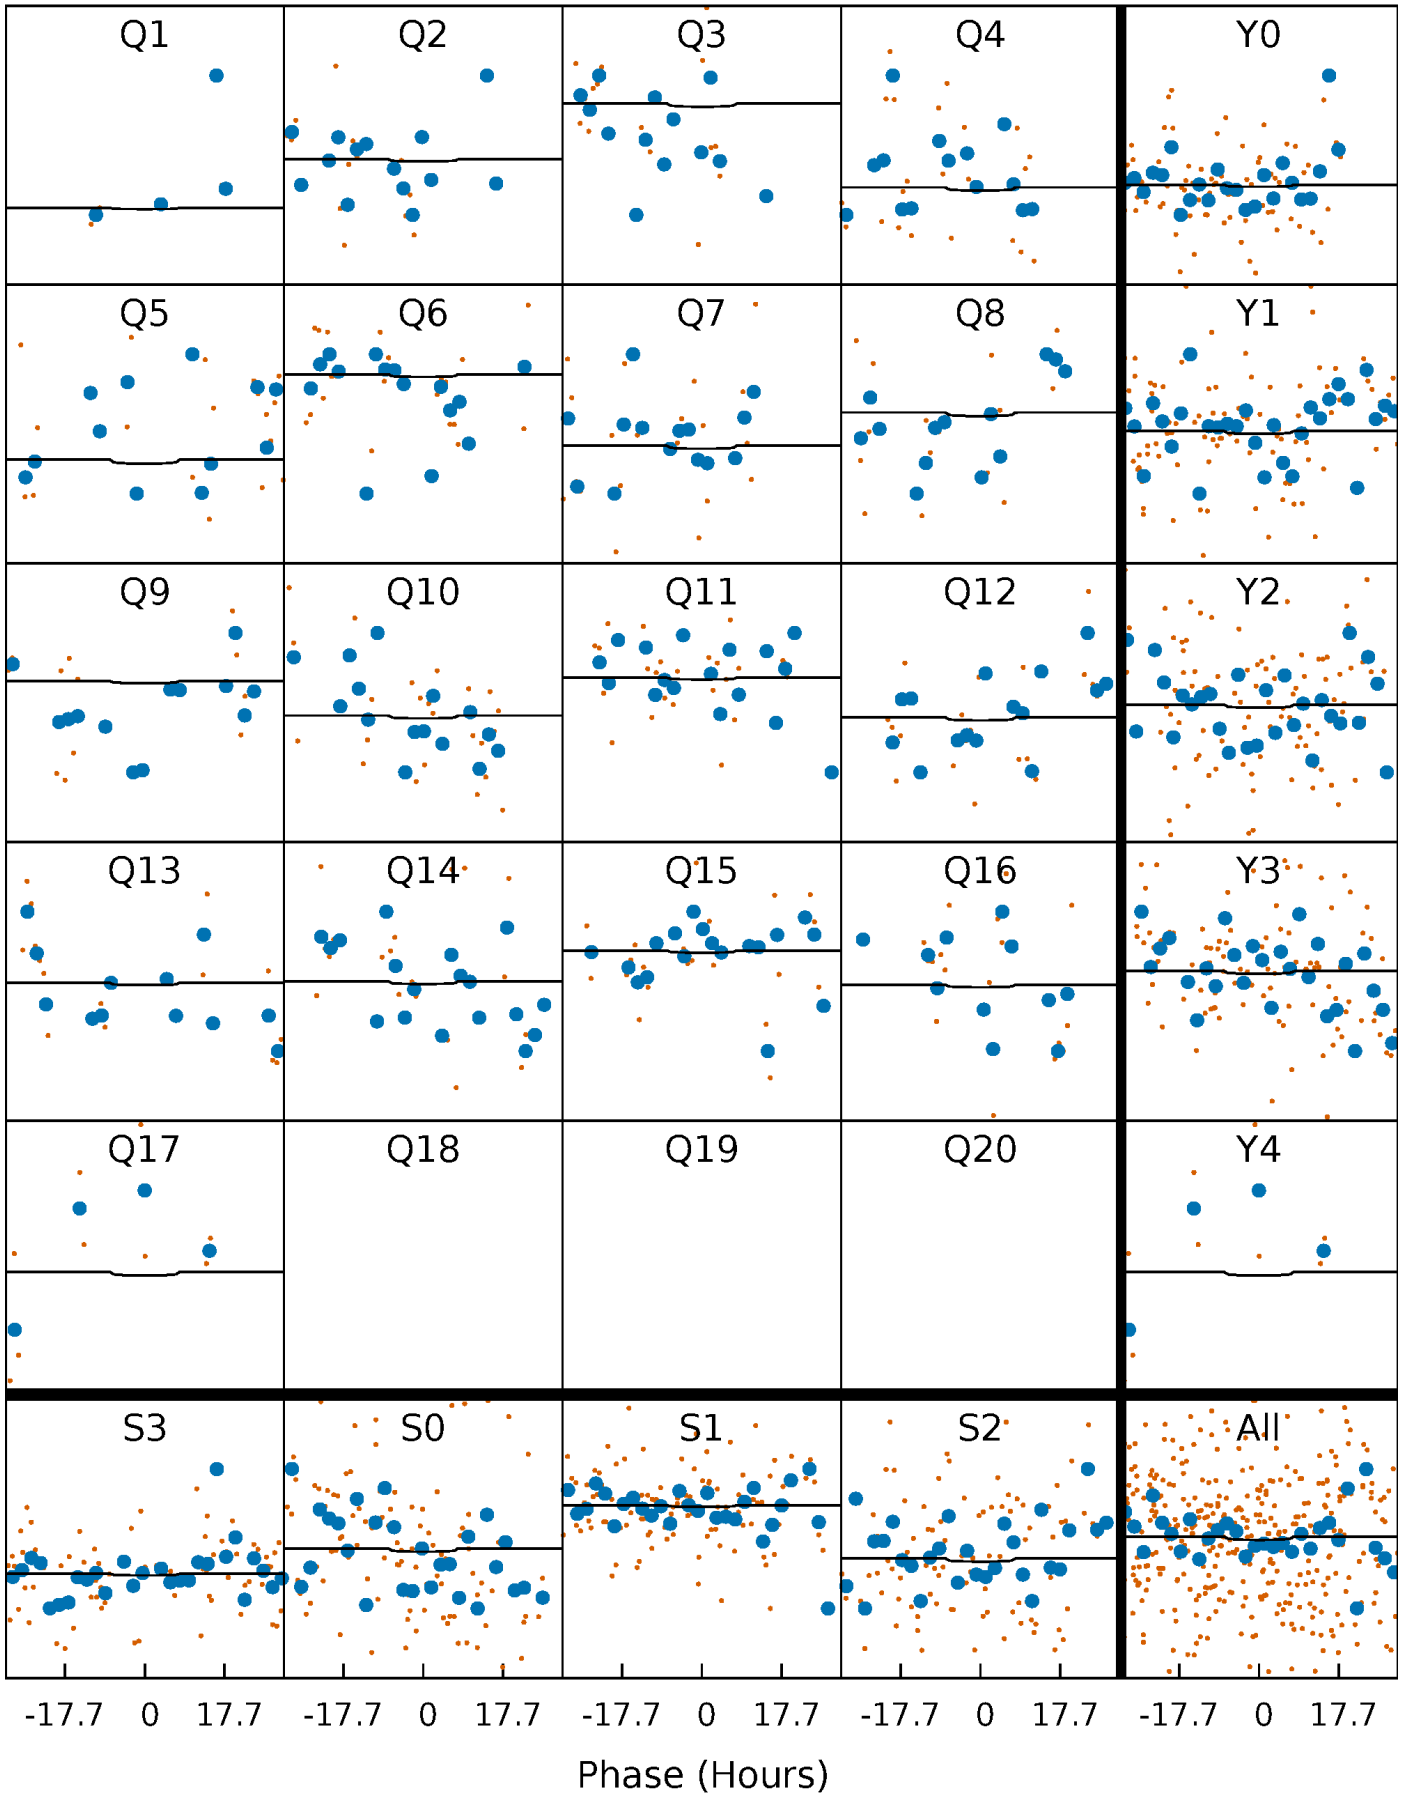 Q1 Q2 Q3 Q4 Y0
Q5 Q6 Q7 Q8 Y1
Q9 Q10 Q11 Q12 Y2
Q13 Q14 Q15 Q16 Y3
Q17 Q18 Q19 Q20 Y4
S3 S0 S1 S2 All
-17.7 0 17.7 -17.7 0 17.7 -17.7 0 17.7 -17.7 0 17.7 -17.7 0 17.7
Phase (Hours)